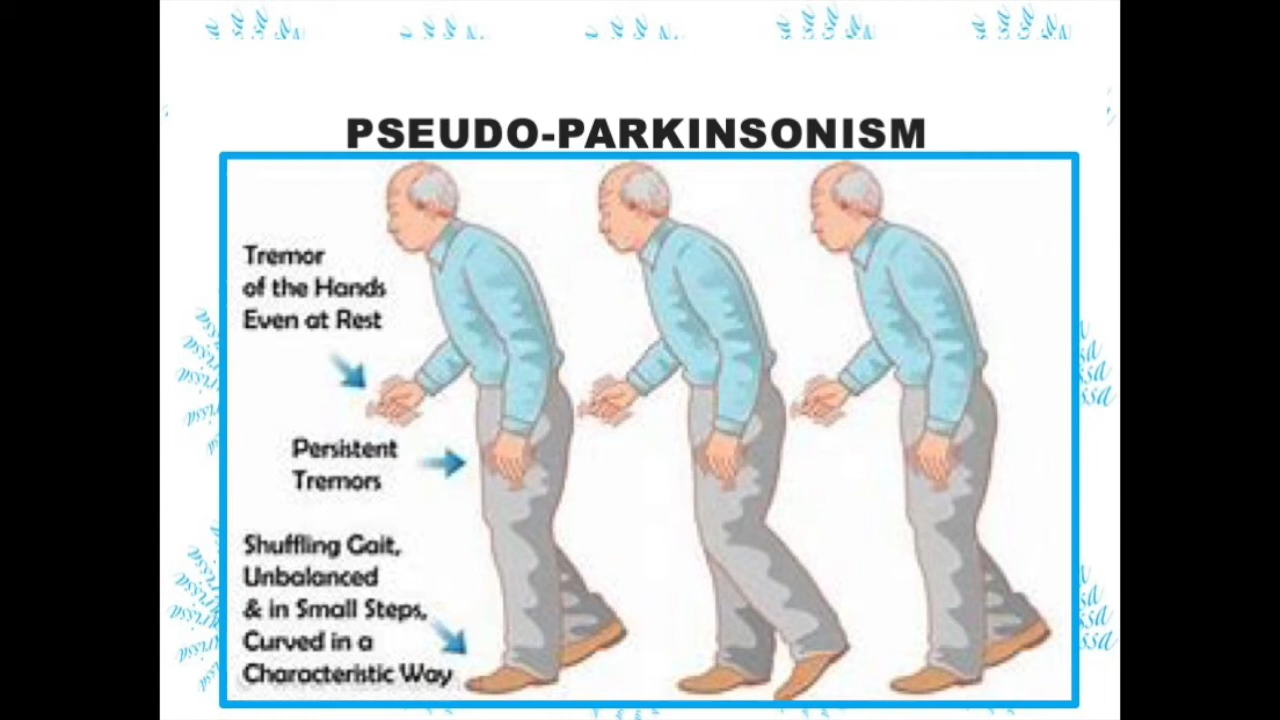 PSEUDO-PARKINSONISM
Tremor
of the Hands
Even at Rest
Persistent
Tremors
Shuffling Gait,
Unbalanced
& in Small Steps,
Curved in a
Characteristic Way